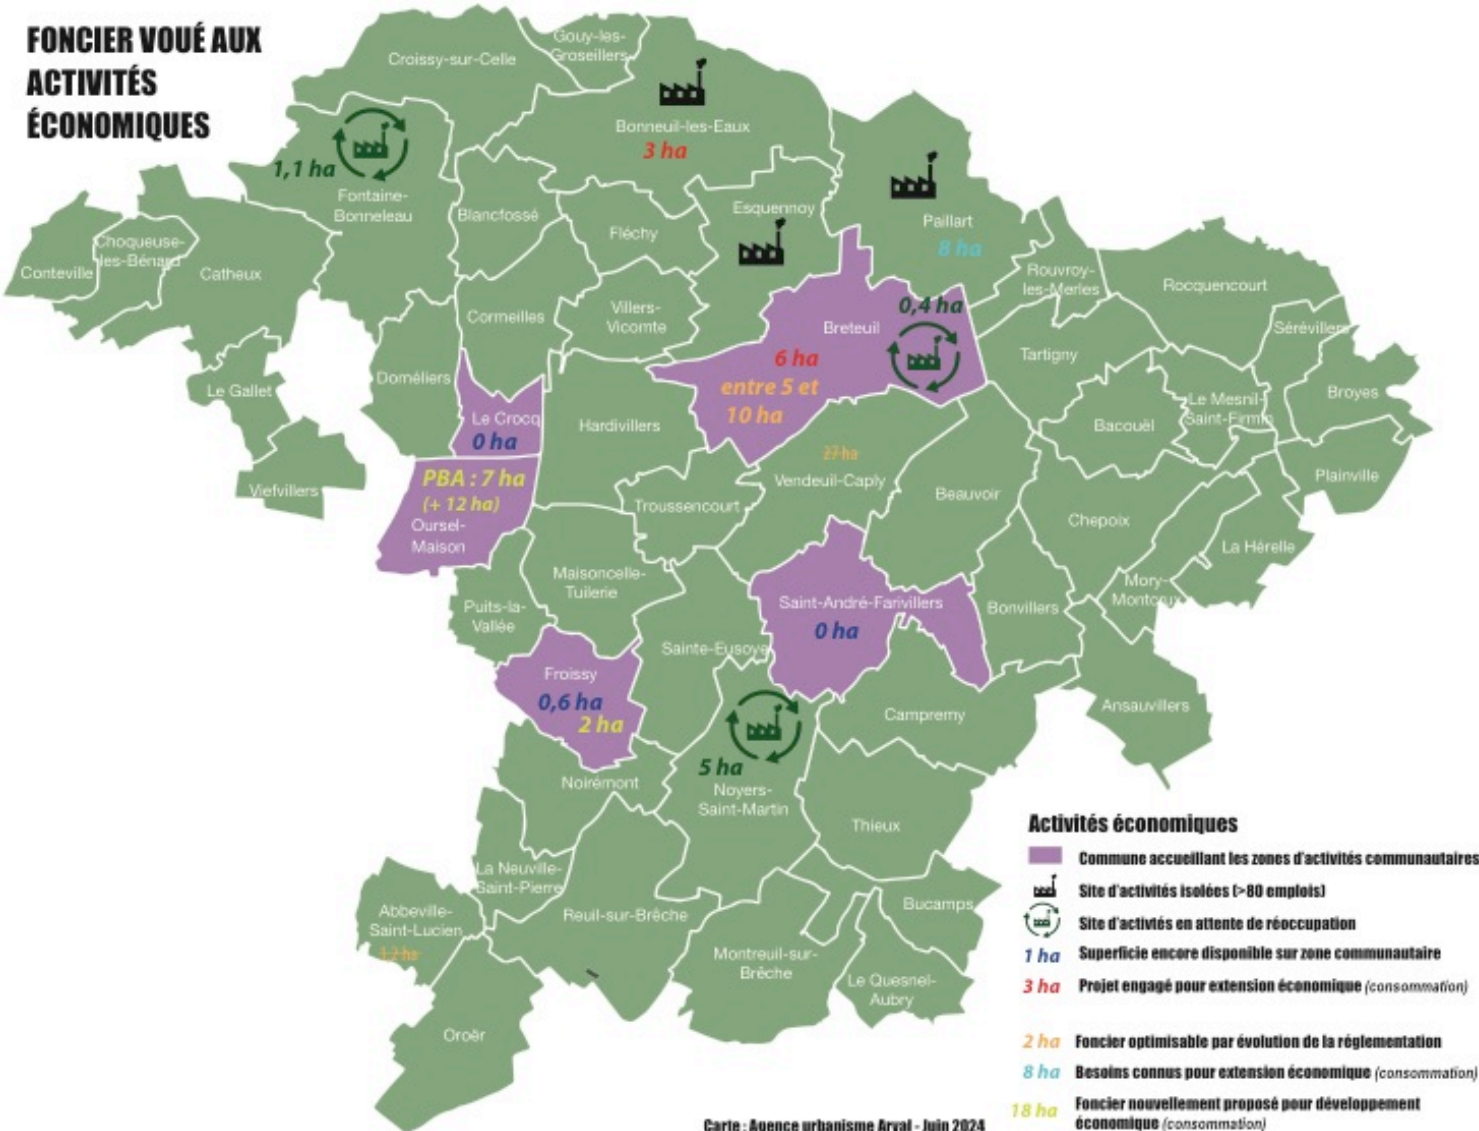 FONCIER VOUÉ AUX
ACTIVITÉS
ÉCONOMIQUES
Croissy-sur-Celle
Gouy-les-
Groseillers
Bonneuil-les-Eaux
3 ha
1,1 ha
Fontaine-
Bonneleau
Blancfossé
Fléchy
Esquennoy
Paillart
8 ha
Conteville
Choqueuse-
les-Bénard
Catheux
Cormeilles
Villers-
Vicomte
Rouvroy-
les-Merles
Rocquencourt
Sérévillers
0,4 ha
Breteuil
6 ha
entre 5 et
10 ha
Tartigny
Le Gallet
Doméliers
Le Crocq
0 ha
Hardivillers
Bacouël
Le Mesnil-
Saint-Firmin
Broyes
Viefvillers
PBA : 7 ha
(+ 12 ha)
Oursel-
Maison
Troussencourt
27 ha
Vendeuil-Caply
Beauvoir
Plainville
Chepoix
La Hérelle
Maisoncelle-
Tuilerie
Puits-la-
Vallée
Saint-André-Farivillers
0 ha
Bonvillers
Mory-
Montcrux
Sainte-Eusoye
Froissy
0,6 ha
2 ha
Campremy
Ansauvillers
Noirémont
5 ha
Noyers-
Saint-Martin
Thieux
La Neuville-
Saint-Pierre
Abbeville-
Saint-Lucien
1,2 ha
Reuil-sur-Brêche
Bucamps
Montreuil-sur-
Brêche
Le Quesnel-
Aubry
Oroër
Activités économiques
Commune accueillant les zones d'activités communautaires
Site d'activités isolées (>80 emplois)
Site d'activtés en attente de réoccupation
1 ha Superficie encore disponible sur zone communautaire
3 ha Projet engagé pour extension économique (consommation)
2 ha Foncier optimisable par évolution de la réglementation
8 ha Besoins connus pour extension économique (consommation)
18 ha Foncier nouvellement proposé pour développement
économique (consommation)
Carte : Agence urbanisme Arval - Juin 2024